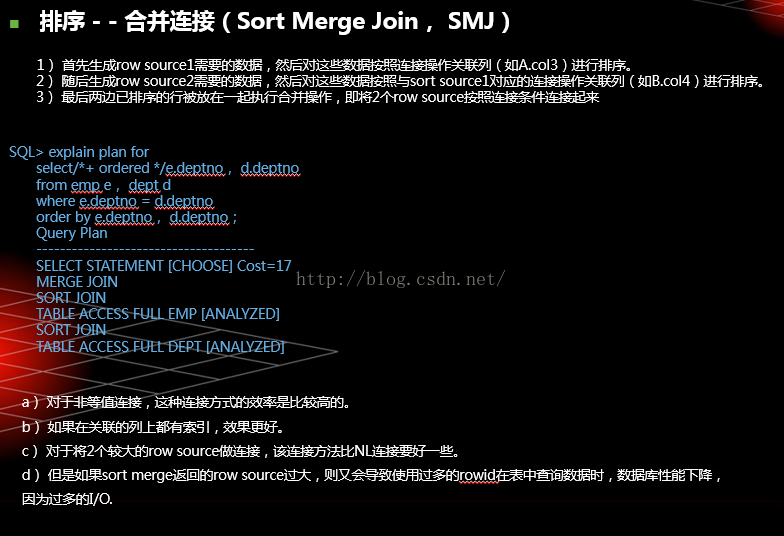 排序 - - 合并连接（Sort Merge Join， SMJ）
1） 首先生成row source1需要的数据，然后对这些数据按照连接操作关联列（如A.col3）进行排序。
2） 随后生成row source2需要的数据，然后对这些数据按照与sort source1对应的连接操作关联列（如B.col4）进行排序。
3） 最后两边已排序的行被放在一起执行合并操作，即将2个row source按照连接条件连接起来
SQL> explain plan for
select/*+ ordered */e.deptno， d.deptno
from emp e， dept d
where e.deptno = d.deptno
order by e.deptno， d.deptno；
Query Plan
-------------------------------------
SELECT STATEMENT [CHOOSE] Cost=17
http://blog.csdn.net/
MERGE JOIN
SORT JOIN
TABLE ACCESS FULL EMP [ANALYZED]
SORT JOIN
TABLE ACCESS FULL DEPT [ANALYZED]
a） 对于非等值连接，这种连接方式的效率是比较高的。
b） 如果在关联的列上都有索引，效果更好。
c） 对于将2个较大的row source做连接，该连接方法比NL连接要好一些。
d） 但是如果sort merge返回的row source过大，则又会导致使用过多的rowid在表中查询数据时，数据库性能下降，
因为过多的I/O.